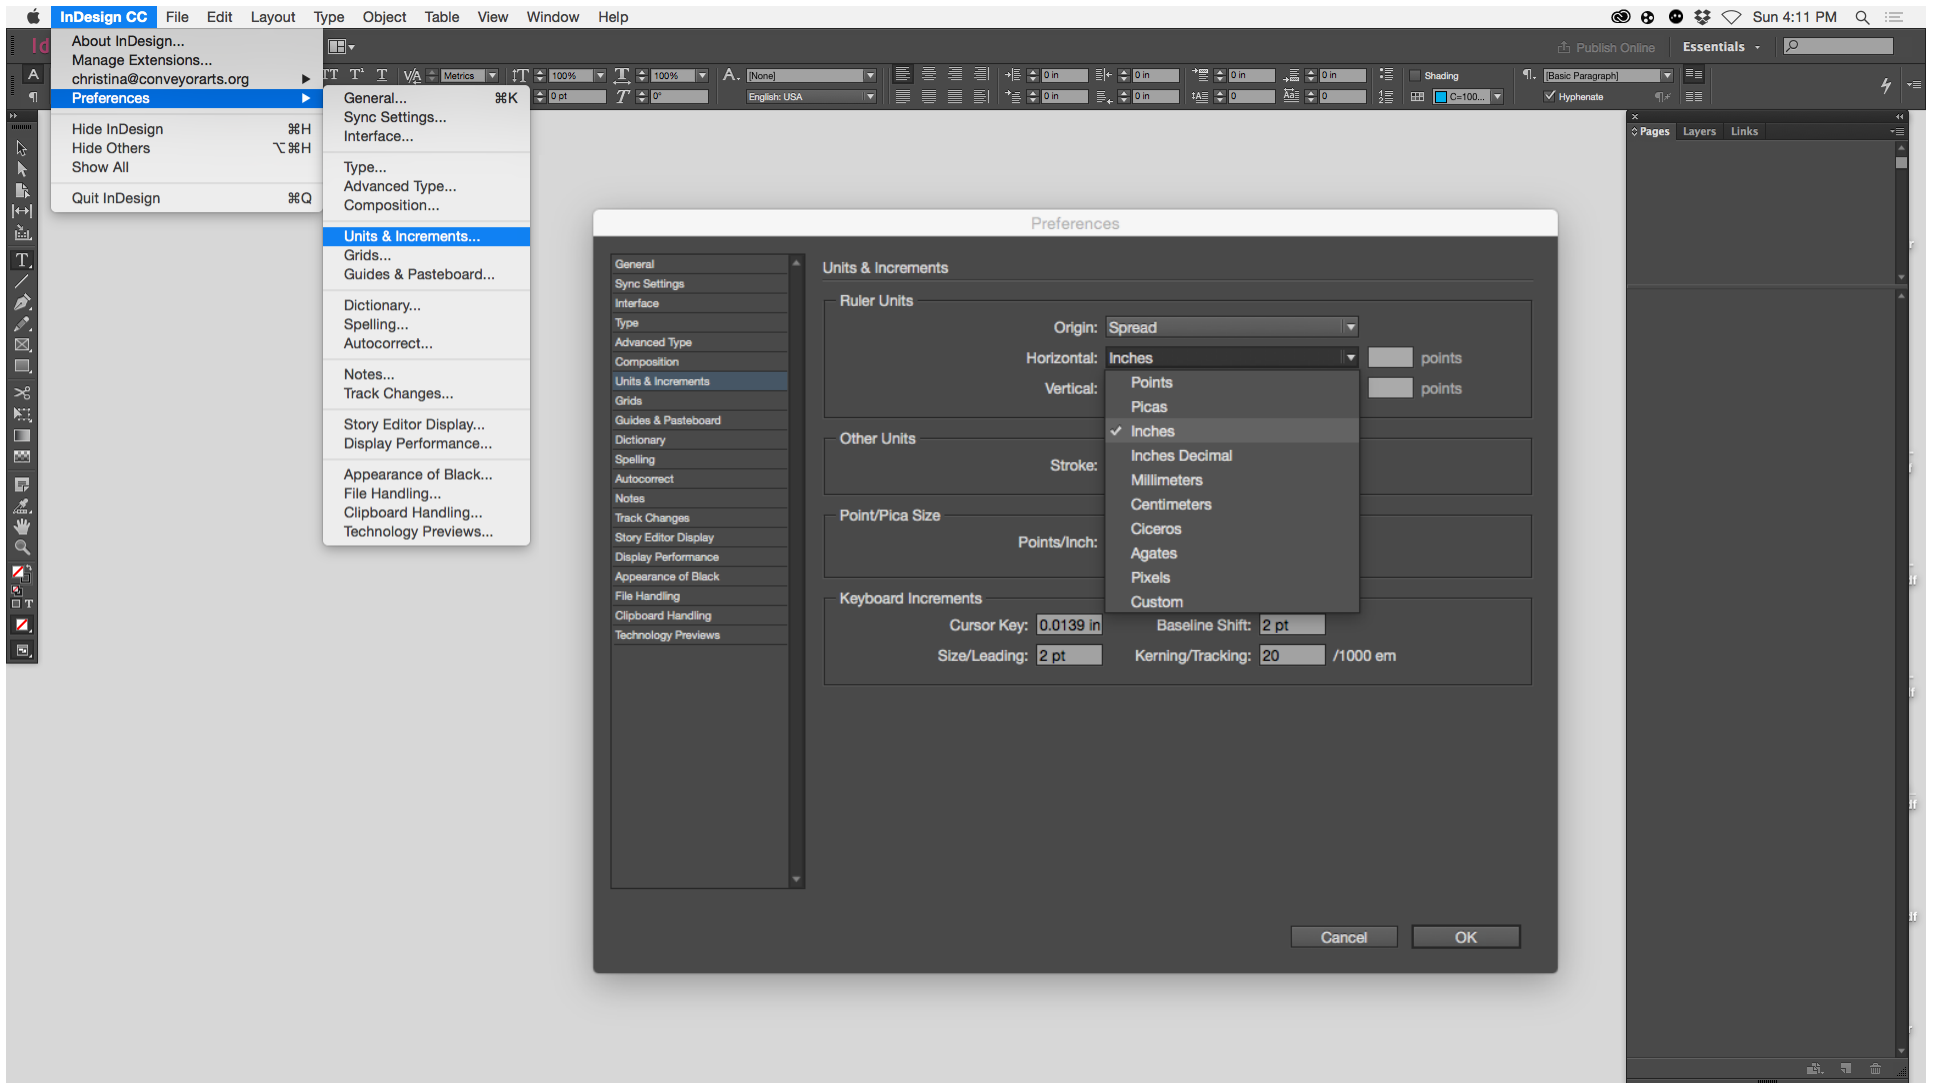 InDesign CC File Edit Layout Type Object Table View Window Help Sun 4:11 PM
Id
About InDesign...
Manage Extensions...
christina@conveyorarts.org
Preferences
Hide InDesign ⌘H
Hide Others ⌥⌘H
Show All
Quit InDesign ⌘Q
Publish Online Essentials
A TT T¹ T V/A Metrics T 100% T 100% A. [None] 0 in 0 in 0 in 0 in Shading ¶. [Basic Paragraph]
¶ 0 pt T 0° English: USA 0 in 0 in 0 0 C=100... Hyphenate
General... ⌘K
Sync Settings...
Interface...
Type...
Advanced Type...
Composition...
Units & Increments...
Grids...
Guides & Pasteboard...
Dictionary...
Spelling...
Autocorrect...
Notes...
Track Changes...
Story Editor Display...
Display Performance...
Appearance of Black...
File Handling...
Clipboard Handling...
Technology Previews...
T
T
Preferences
General
Sync Settings
Interface
Type
Advanced Type
Composition
Units & Increments
Grids
Guides & Pasteboard
Dictionary
Spelling
Autocorrect
Notes
Track Changes
Story Editor Display
Display Performance
Appearance of Black
File Handling
Clipboard Handling
Technology Previews
Units & Increments
Ruler Units
Origin: Spread
Horizontal: Inches points
Vertical: points
Points
Picas
Inches
Inches Decimal
Millimeters
Centimeters
Ciceros
Agates
Pixels
Custom
Other Units
Stroke:
Point/Pica Size
Points/Inch:
Keyboard Increments
Cursor Key: 0.0139 in Baseline Shift: 2 pt
Size/Leading: 2 pt Kerning/Tracking: 20 /1000 em
Cancel OK
Pages Layers Links